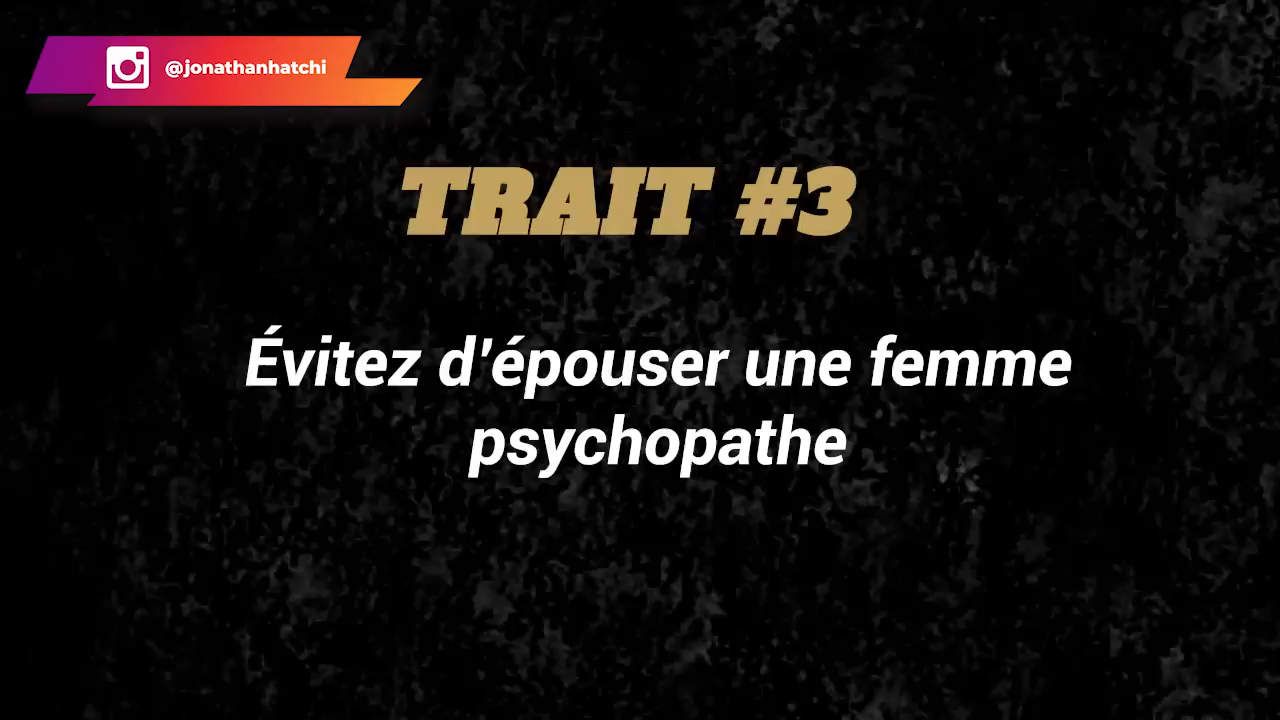 @jonathanhatchi
TRAIT #3
Évitez d'épouser une femme
psychopathe